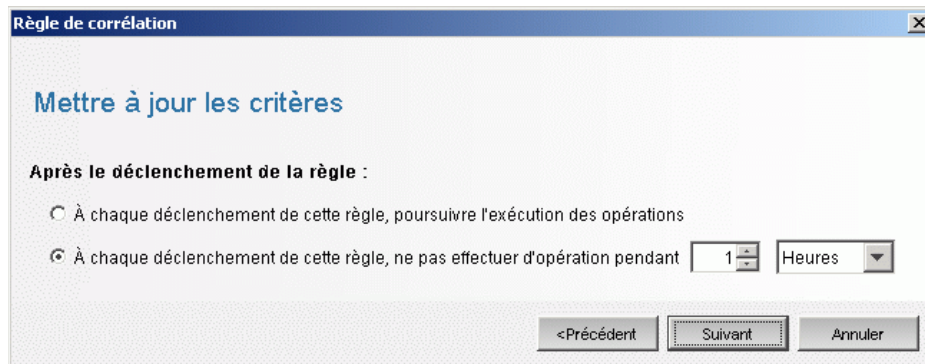 Règle de corrélation
Mettre à jour les critères
Après le déclenchement de la règle :
À chaque déclenchement de cette règle, poursuivre l'exécution des opérations
À chaque déclenchement de cette règle, ne pas effectuer d'opération pendant 1 Heures
<Précédent Suivant Annuler